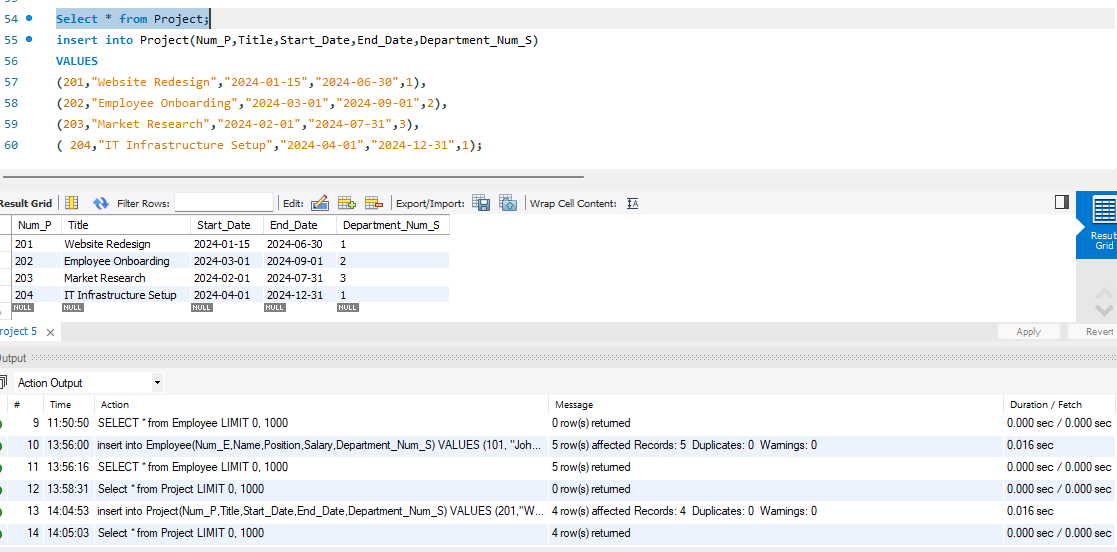 54 Select * from Project;
55 insert into Project(Num_P,Title,Start_Date,End_Date,Department_Num_S)
56 VALUES
57 (201,"Website Redesign","2024-01-15","2024-06-30",1),
58 (202,"Employee Onboarding","2024-03-01","2024-09-01",2),
59 (203,"Market Research","2024-02-01","2024-07-31",3),
60 ( 204,"IT Infrastructure Setup","2024-04-01","2024-12-31",1);
Result Grid Filter Rows: Edit: Export/Import: Wrap Cell Content: IA
Num_P Title Start_Date End_Date Department_Num_S
201 Website Redesign 2024-01-15 2024-06-30 1
202 Employee Onboarding 2024-03-01 2024-09-01 2
203 Market Research 2024-02-01 2024-07-31 3
204 IT Infrastructure Setup 2024-04-01 2024-12-31 1
NULL NULL NULL NULL NULL
Result
Grid
roject 5 Apply Revert
utput
Action Output
# Time Action Message Duration / Fetch
9 11:50:50 SELECT * from Employee LIMIT 0, 1000 0 row(s) returned 0.000 sec / 0.000 sec
10 13:56:00 insert into Employee(Num_E,Name,Position,Salary,Department_Num_S) VALUES (101, "Joh... 5 row(s) affected Records: 5 Duplicates: 0 Warnings: 0 0.016 sec
11 13:56:16 SELECT * from Employee LIMIT 0, 1000 5 row(s) returned 0.000 sec / 0.000 sec
12 13:58:31 Select * from Project LIMIT 0, 1000 0 row(s) returned 0.000 sec / 0.000 sec
13 14:04:53 insert into Project(Num_P,Title,Start_Date,End_Date,Department_Num_S) VALUES (201,"W... 4 row(s) affected Records: 4 Duplicates: 0 Warnings: 0 0.016 sec
14 14:05:03 Select * from Project LIMIT 0, 1000 4 row(s) returned 0.000 sec / 0.000 sec